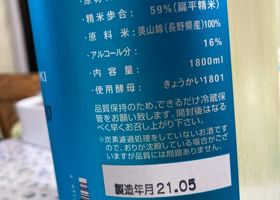 ・精米歩合：59%(扁平精米)
・原料米：美山錦(長野県産)100%
・アルコール分：16%
・内容量：1800ml
・使用酵母：きょうかい1801
品質保持のため、できるだけ冷蔵保
管をお願い致します。開封後はなる
べく早くお召し上がり下さい。
※炭素濾過処理をしていないお酒です
ので、おりが沈殿している場合がござ
いますが品質には問題ありません。
製造年月21.05